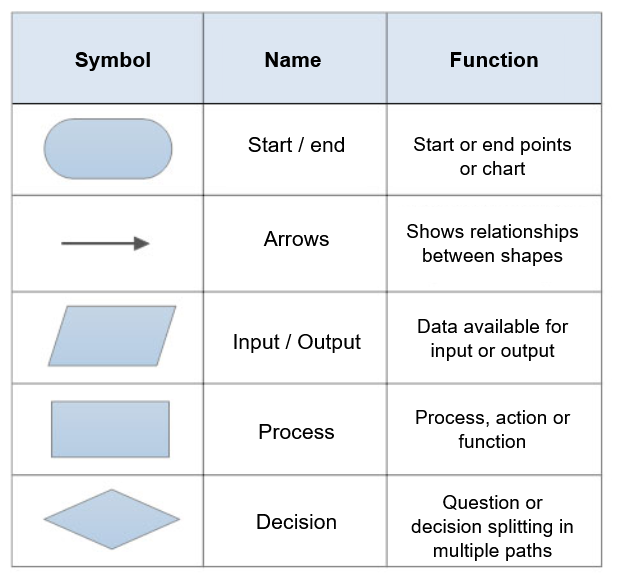 Symbol
Name
Function
Start / end
Start or end points
or chart
Arrows
Shows relationships
between shapes
Input / Output
Data available for
input or output
Process
Process, action or
function
Decision
Question or
decision splitting in
multiple paths